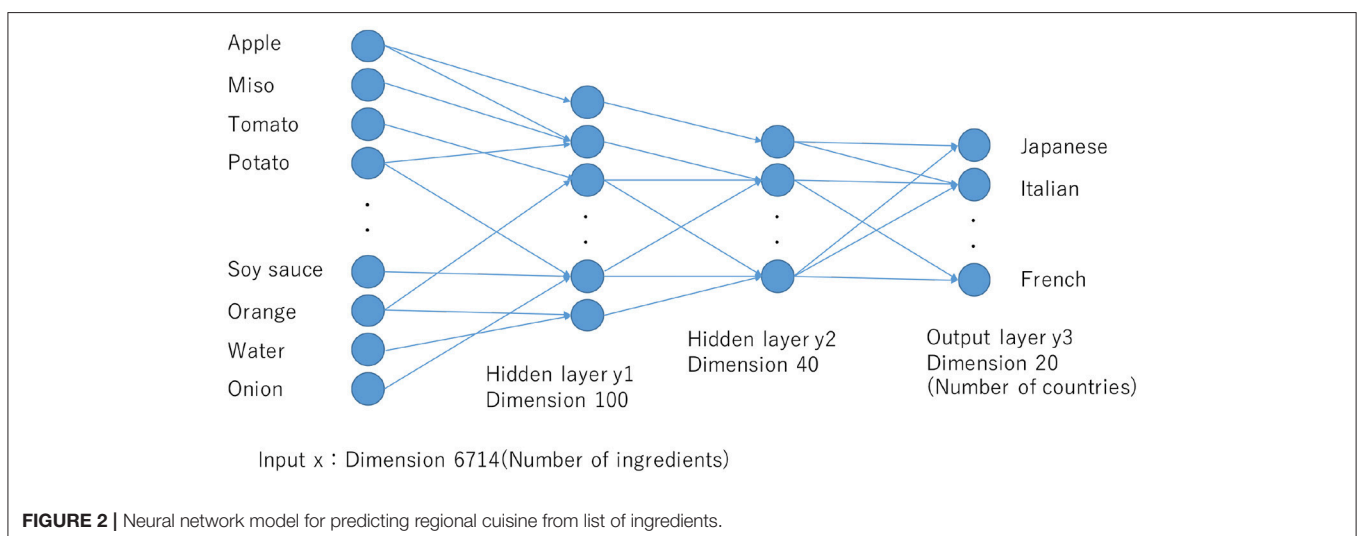 Apple
Miso
Tomato
Potato
Soy sauce
Orange
Water
Onion
Hidden layer y1
Dimension 100
Hidden layer y2
Dimension 40
Japanese
Italian
French
Output layer y3
Dimension 20
(Number of countries)
Input x：Dimension 6714(Number of ingredients)
FIGURE 2 | Neural network model for predicting regional cuisine from list of ingredients.